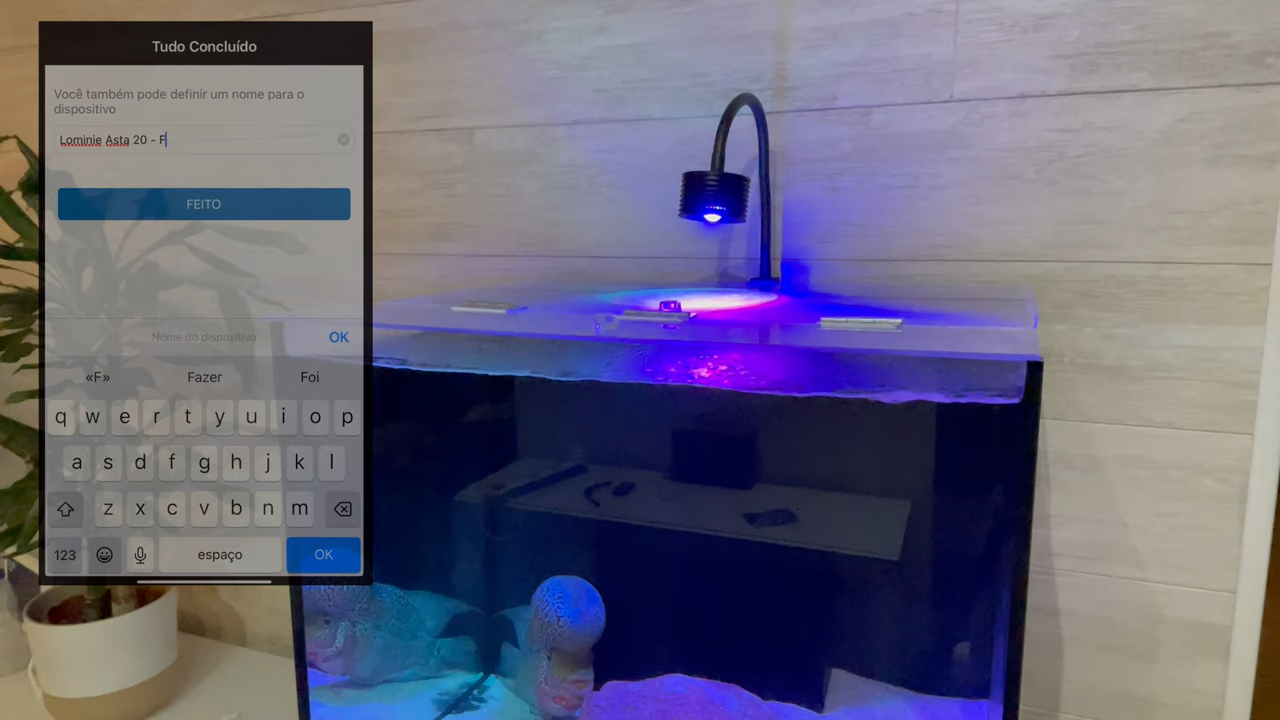 Tudo Concluído
Você também pode definir um nome para o
dispositivo
Lominie Asta 20 - F
FEITO
Nome do dispositivo OK
«F» Fazer Foi
q w e r t y u i o p
a s d f g h j k l
z x c v b n m
123 espaço OK